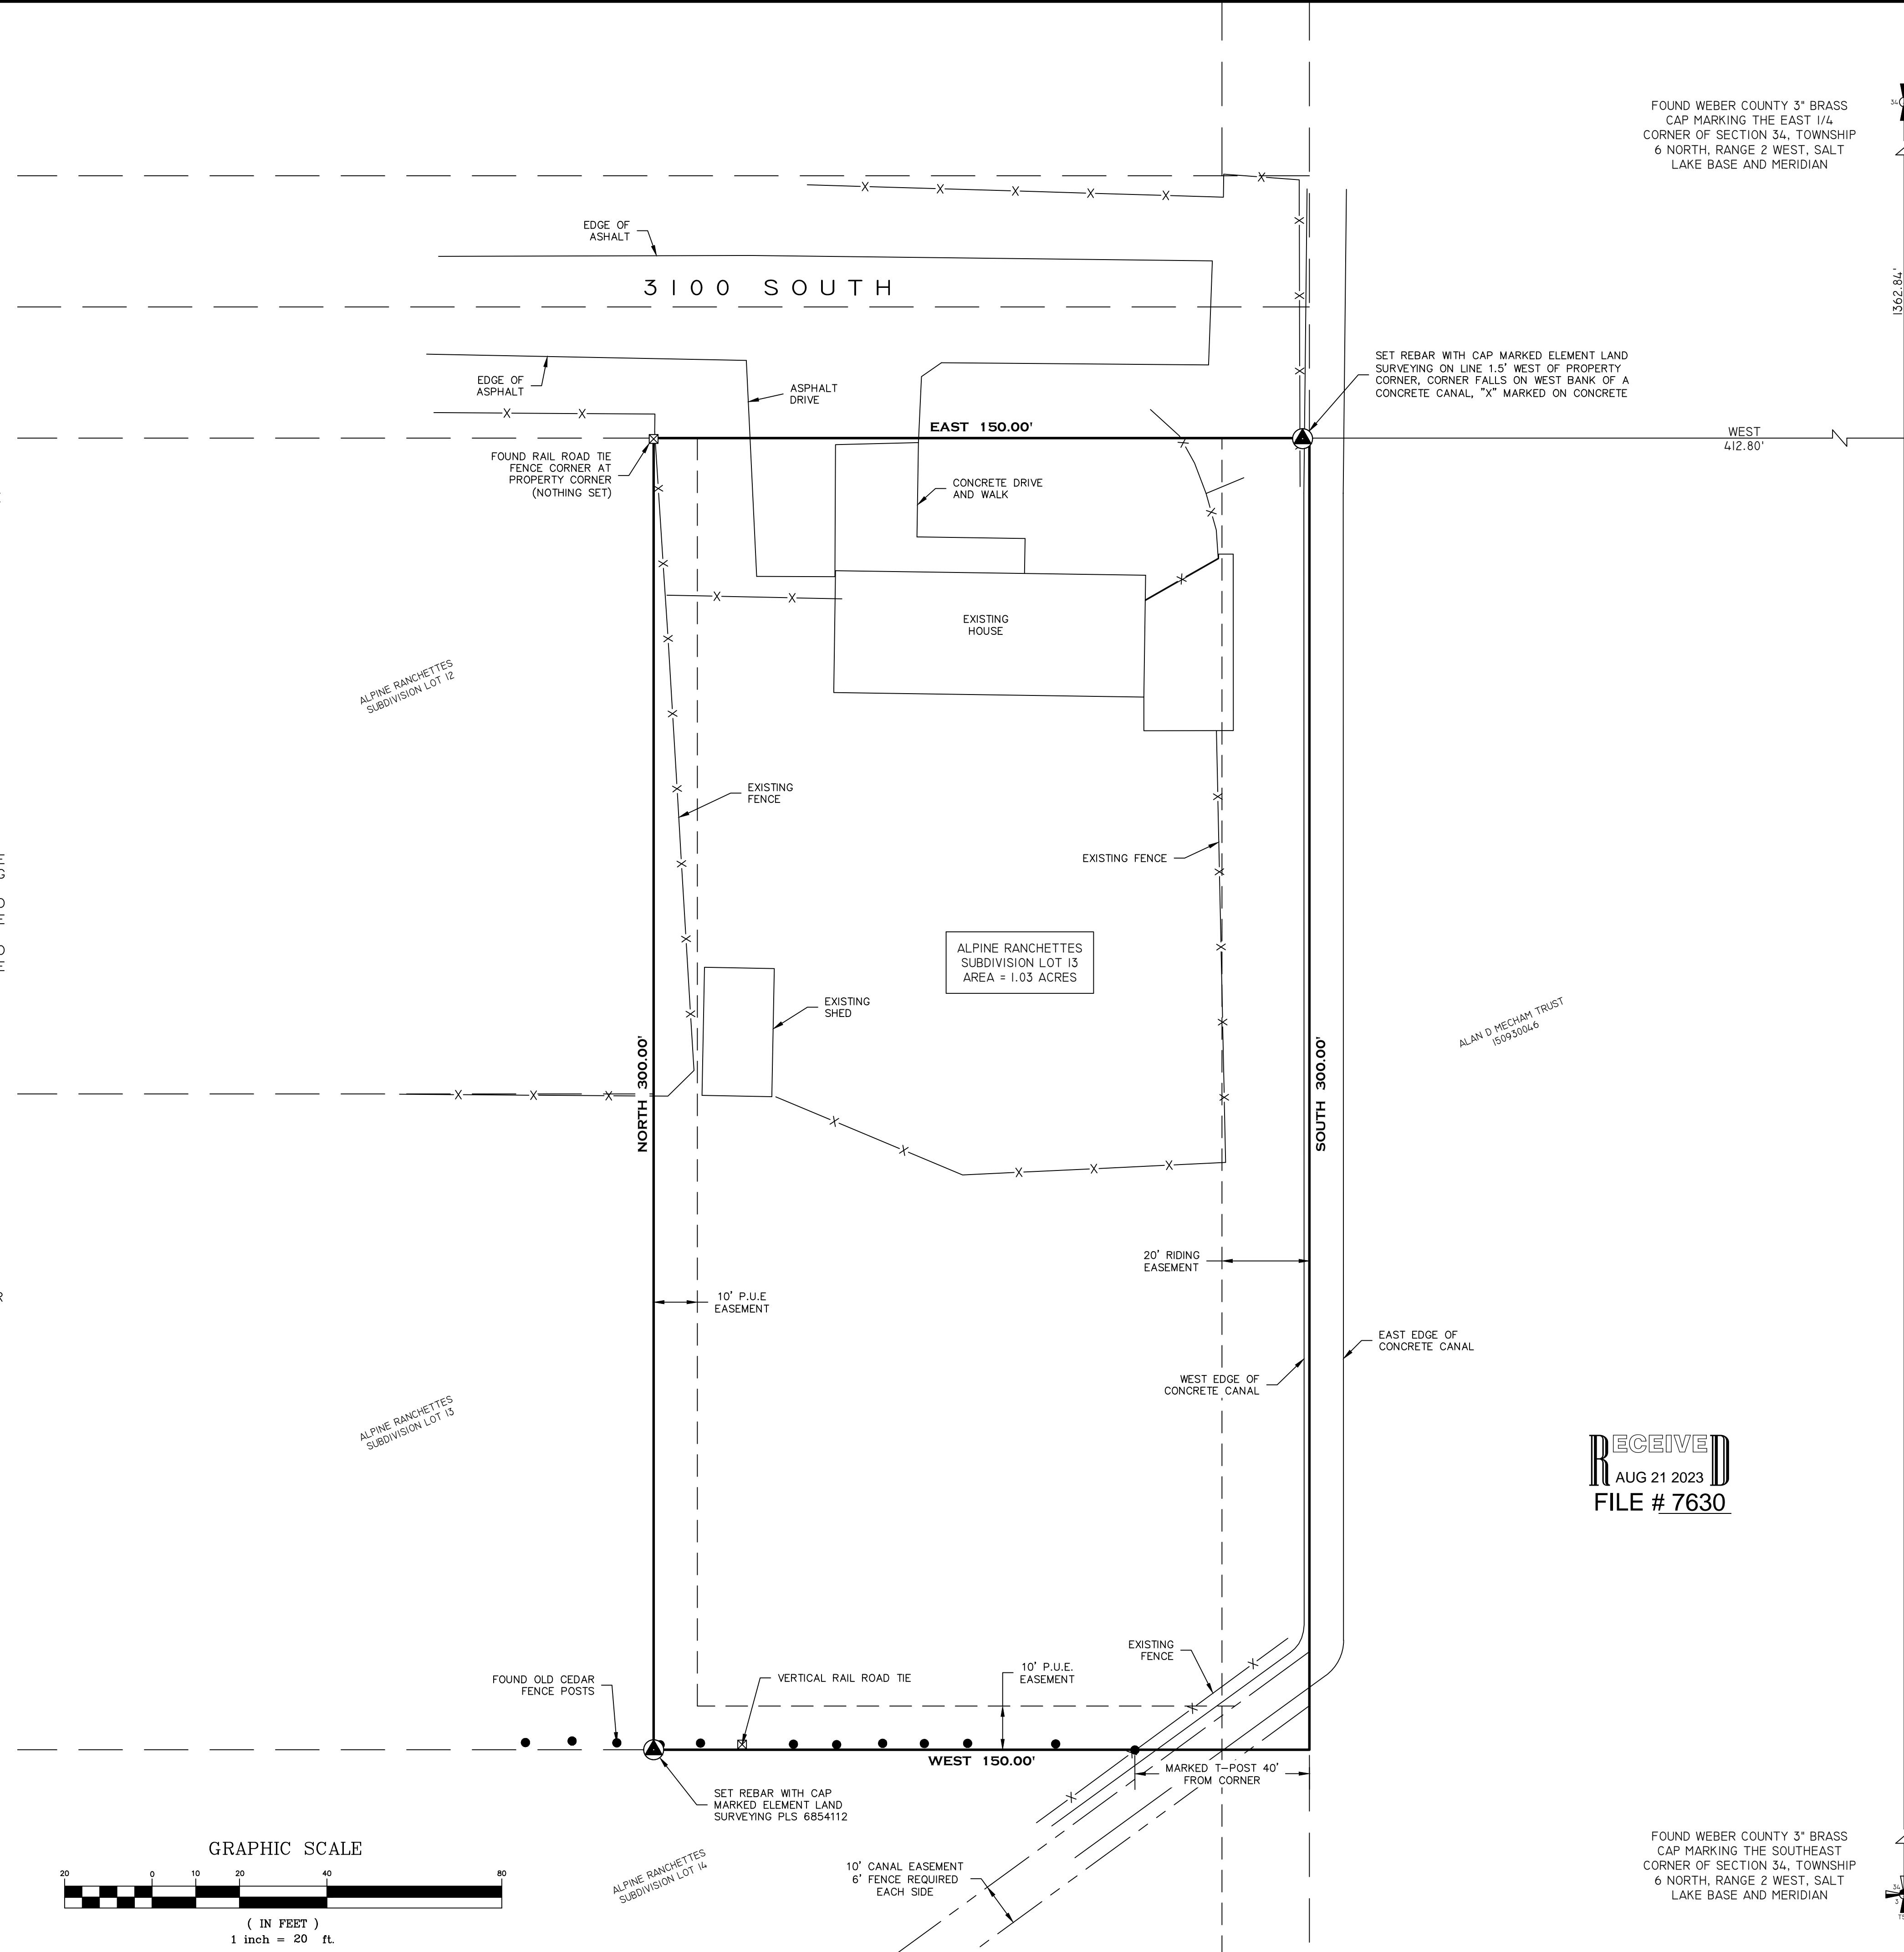 FOUND WEBER COUNTY 3" BRASS
CAP MARKING THE EAST 1/4
CORNER OF SECTION 34, TOWNSHIP
6 NORTH, RANGE 2 WEST, SALT
LAKE BASE AND MERIDIAN
34
1362.84'
EDGE OF
ASHALT
3100 SOUTH
EDGE OF
ASPHALT
ASPHALT
DRIVE
SET REBAR WITH CAP MARKED ELEMENT LAND
SURVEYING ON LINE 1.5' WEST OF PROPERTY
CORNER, CORNER FALLS ON WEST BANK OF A
CONCRETE CANAL, "X" MARKED ON CONCRETE
EAST 150.00'
WEST
412.80'
FOUND RAIL ROAD TIE
FENCE CORNER AT
PROPERTY CORNER
(NOTHING SET)
CONCRETE DRIVE
AND WALK
EXISTING
HOUSE
ALPINE RANCHETTES
SUBDIVISION LOT 12
EXISTING
FENCE
EXISTING FENCE
ALPINE RANCHETTES
SUBDIVISION LOT 13
AREA = 1.03 ACRES
EXISTING
SHED
ALAN D MECHAM TRUST
150930046
NORTH 300.00'
SOUTH 300.00'
20' RIDING
EASEMENT
10' P.U.E
EASEMENT
EAST EDGE OF
CONCRETE CANAL
WEST EDGE OF
CONCRETE CANAL
ALPINE RANCHETTES
SUBDIVISION LOT 13
RECEIVED
AUG 21 2023
FILE # 7630
EXISTING
FENCE
FOUND OLD CEDAR
FENCE POSTS
VERTICAL RAIL ROAD TIE
10' P.U.E.
EASEMENT
WEST 150.00'
MARKED T-POST 40'
FROM CORNER
SET REBAR WITH CAP
MARKED ELEMENT LAND
SURVEYING PLS 6854112
GRAPHIC SCALE
20 0 10 20 40 80
( IN FEET )
1 inch = 20 ft.
ALPINE RANCHETTES
SUBDIVISION LOT 14
10' CANAL EASEMENT
6' FENCE REQUIRED
EACH SIDE
FOUND WEBER COUNTY 3" BRASS
CAP MARKING THE SOUTHEAST
CORNER OF SECTION 34, TOWNSHIP
6 NORTH, RANGE 2 WEST, SALT
LAKE BASE AND MERIDIAN
34
3